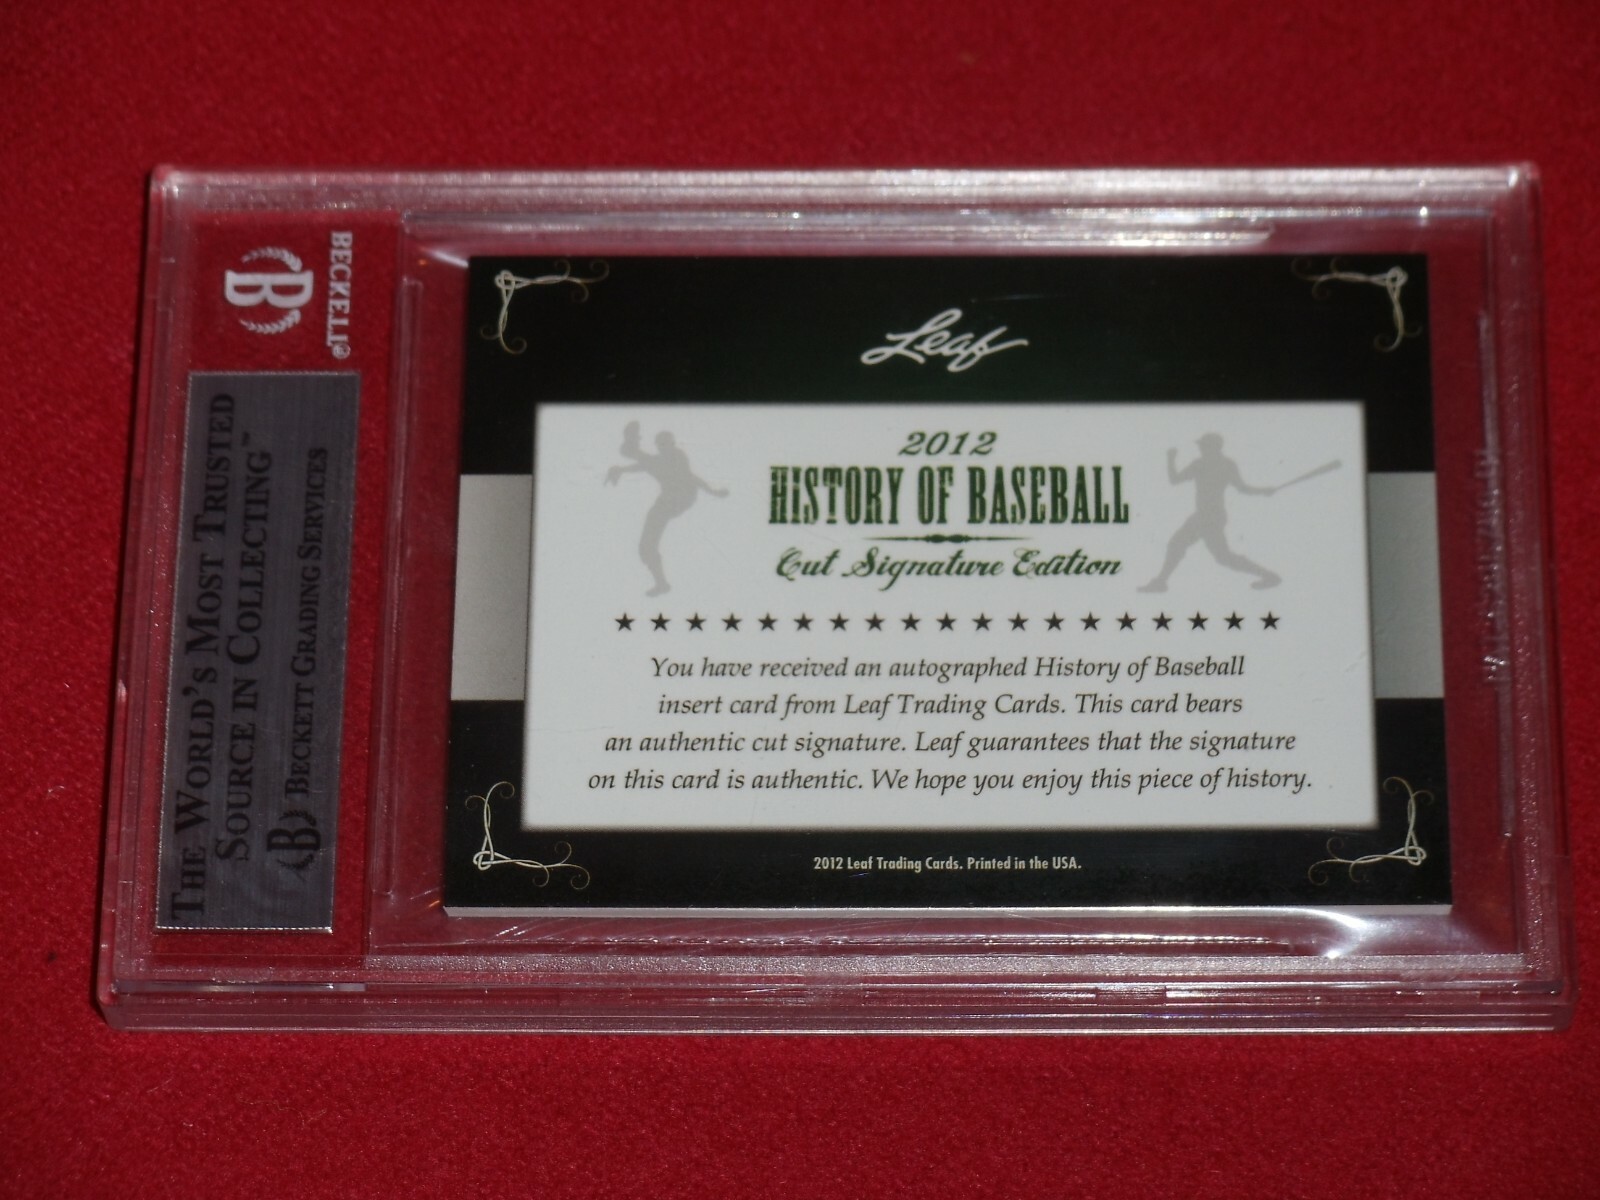 BECKETT®
B
THE WORLD'S MOST TRUSTED
SOURCE IN COLLECTING™
B BECKETT GRADING SERVICES
Leaf
2012
HISTORY OF BASEBALL
Cut Signature Edition
You have received an autographed History of Baseball
insert card from Leaf Trading Cards. This card bears
an authentic cut signature. Leaf guarantees that the signature
on this card is authentic. We hope you enjoy this piece of history.
2012 Leaf Trading Cards. Printed in the USA.